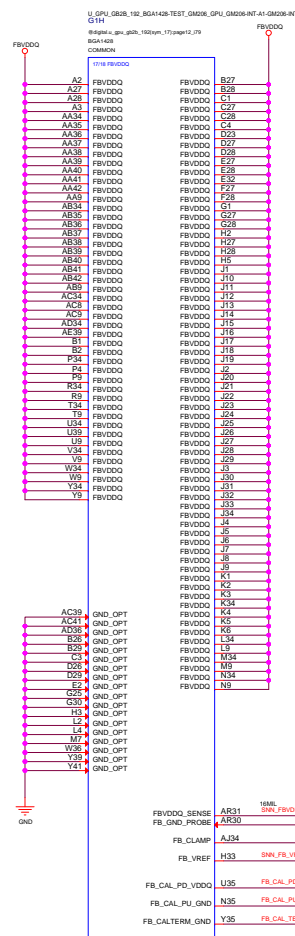 U_GPU_GB2B_192_BGA1428-TEST_GM206_GPU_GM206-INT-A1-GM206-INT
G1H
@digital.u_gpu_gb2b_192(sym_17):page12_i79
BGA1428
COMMON
FBVDDQ
FBVDDQ
17/18 FBVDDQ
A2 FBVDDQ FBVDDQ B27
A27 FBVDDQ FBVDDQ B28
A28 FBVDDQ FBVDDQ C1
A3 FBVDDQ FBVDDQ C27
AA34 FBVDDQ FBVDDQ C28
AA35 FBVDDQ FBVDDQ C4
AA36 FBVDDQ FBVDDQ D23
AA37 FBVDDQ FBVDDQ D27
AA38 FBVDDQ FBVDDQ D28
AA39 FBVDDQ FBVDDQ E27
AA40 FBVDDQ FBVDDQ E28
AA41 FBVDDQ FBVDDQ E32
AA42 FBVDDQ FBVDDQ F27
AA9 FBVDDQ FBVDDQ F28
AB34 FBVDDQ FBVDDQ G1
AB35 FBVDDQ FBVDDQ G27
AB36 FBVDDQ FBVDDQ G28
AB37 FBVDDQ FBVDDQ H2
AB38 FBVDDQ FBVDDQ H27
AB39 FBVDDQ FBVDDQ H28
AB40 FBVDDQ FBVDDQ H5
AB41 FBVDDQ FBVDDQ J1
AB42 FBVDDQ FBVDDQ J10
AB9 FBVDDQ FBVDDQ J11
AC34 FBVDDQ FBVDDQ J12
AC8 FBVDDQ FBVDDQ J13
AC9 FBVDDQ FBVDDQ J14
AD34 FBVDDQ FBVDDQ J15
AE39 FBVDDQ FBVDDQ J16
B1 FBVDDQ FBVDDQ J17
B2 FBVDDQ FBVDDQ J18
P34 FBVDDQ FBVDDQ J19
P4 FBVDDQ FBVDDQ J2
P9 FBVDDQ FBVDDQ J20
R34 FBVDDQ FBVDDQ J21
R9 FBVDDQ FBVDDQ J22
T34 FBVDDQ FBVDDQ J23
T9 FBVDDQ FBVDDQ J24
U34 FBVDDQ FBVDDQ J25
U39 FBVDDQ FBVDDQ J26
U9 FBVDDQ FBVDDQ J27
V34 FBVDDQ FBVDDQ J28
V9 FBVDDQ FBVDDQ J29
W34 FBVDDQ FBVDDQ J3
W9 FBVDDQ FBVDDQ J30
Y34 FBVDDQ FBVDDQ J31
Y9 FBVDDQ FBVDDQ J32
FBVDDQ J33
FBVDDQ J34
FBVDDQ J4
FBVDDQ J5
FBVDDQ J6
FBVDDQ J7
FBVDDQ J8
FBVDDQ J9
FBVDDQ K1
FBVDDQ K2
FBVDDQ K3
FBVDDQ K34
AC39 GND_OPT FBVDDQ K4
AC41 GND_OPT FBVDDQ K5
AD36 GND_OPT FBVDDQ K6
B26 GND_OPT FBVDDQ L34
B29 GND_OPT FBVDDQ L9
C3 GND_OPT FBVDDQ M34
D26 GND_OPT FBVDDQ M9
D29 GND_OPT FBVDDQ N34
E2 GND_OPT FBVDDQ N9
G25 GND_OPT
G30 GND_OPT
H3 GND_OPT
L2 GND_OPT
L4 GND_OPT
M7 GND_OPT
W36 GND_OPT
Y39 GND_OPT
Y41 GND_OPT
GND
16MIL
FBVDDQ_SENSE AR31 SNN_FBVD
FB_GND_PROBE AR30
FB_CLAMP AJ34
FB_VREF H33 SNN_FB_V
FB_CAL_PD_VDDQ U35 FB_CAL_PD
FB_CAL_PU_GND N35 FB_CAL_PU
FB_CALTERM_GND Y35 FB_CAL_TE